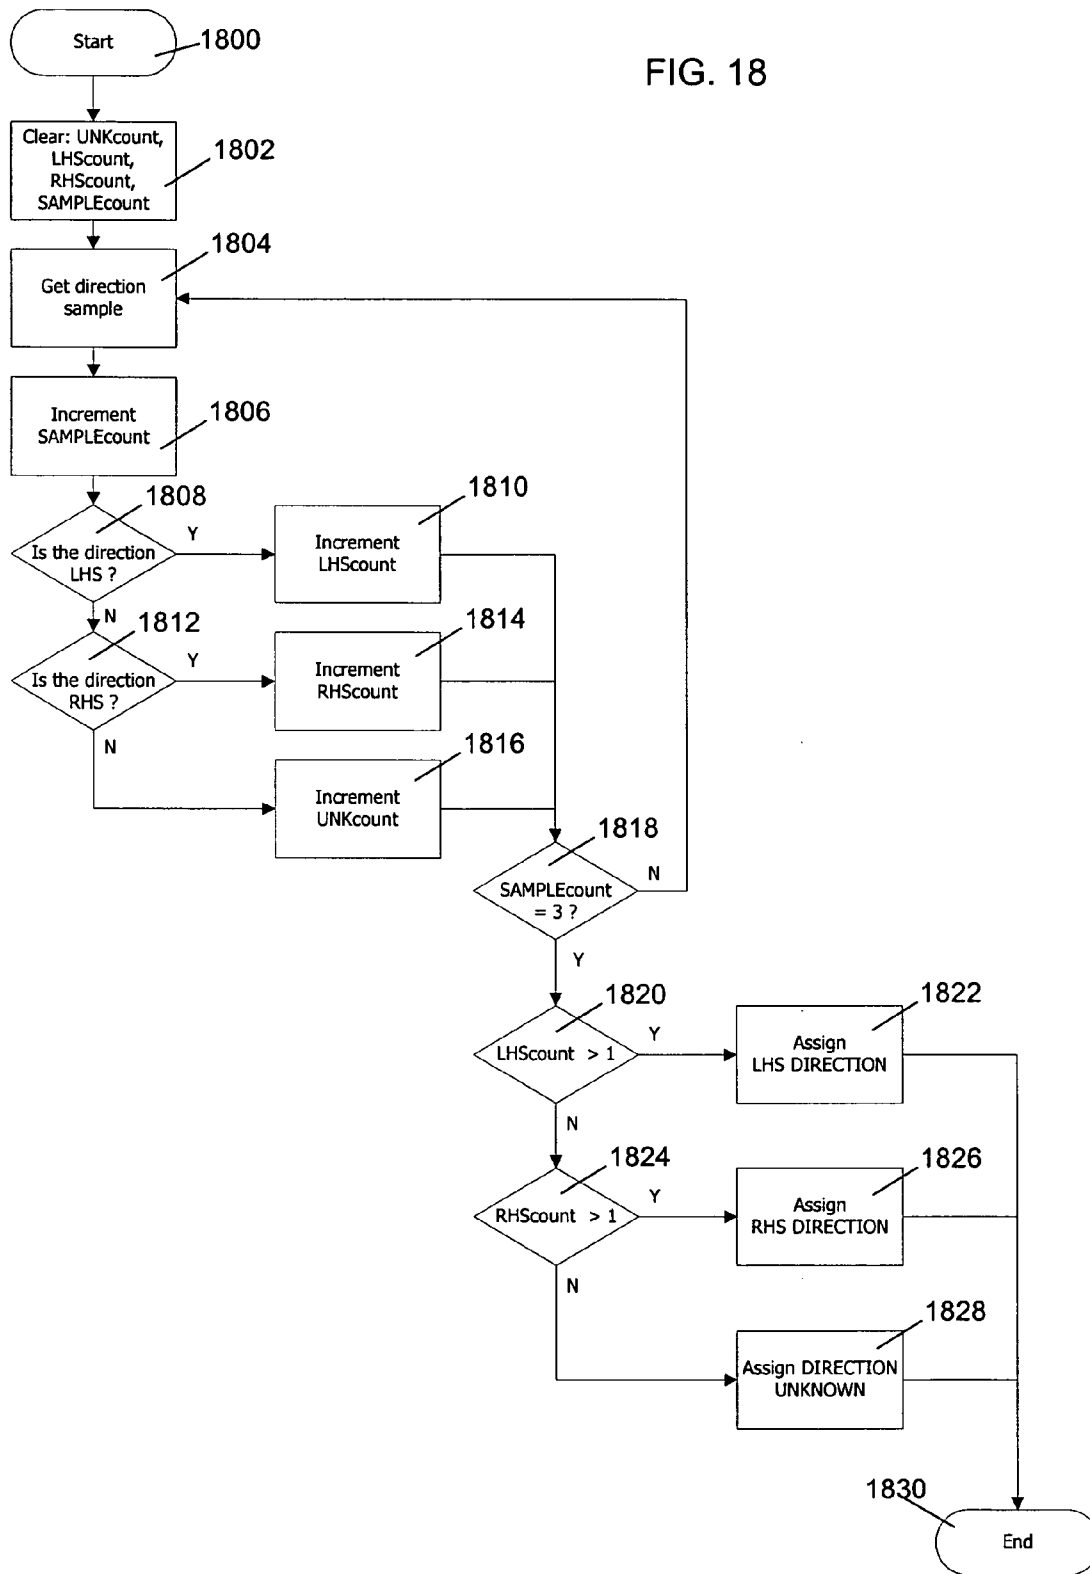 Start
1800
FIG. 18
Clear: UNKcount,
LHScount,
RHScount,
SAMPLEcount
1802
1804
Get direction
sample
1806
Increment
SAMPLEcount
1808
Is the direction
LHS ?
Y
N
1810
Increment
LHScount
1812
Is the direction
RHS ?
Y
N
1814
Increment
RHScount
1816
Increment
UNKcount
1818
SAMPLEcount
= 3 ?
N
Y
1820
LHScount > 1
Y
N
1822
Assign
LHS DIRECTION
1824
RHScount > 1
Y
N
1826
Assign
RHS DIRECTION
1828
Assign DIRECTION
UNKNOWN
1830
End